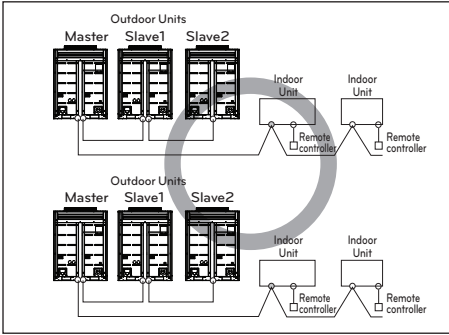 Outdoor Units
Master Slave1 Slave2
Indoor Unit
Indoor Unit
Remote controller
Remote controller
Outdoor Units
Master Slave1 Slave2
Indoor Unit
Indoor Unit
Remote controller
Remote controller